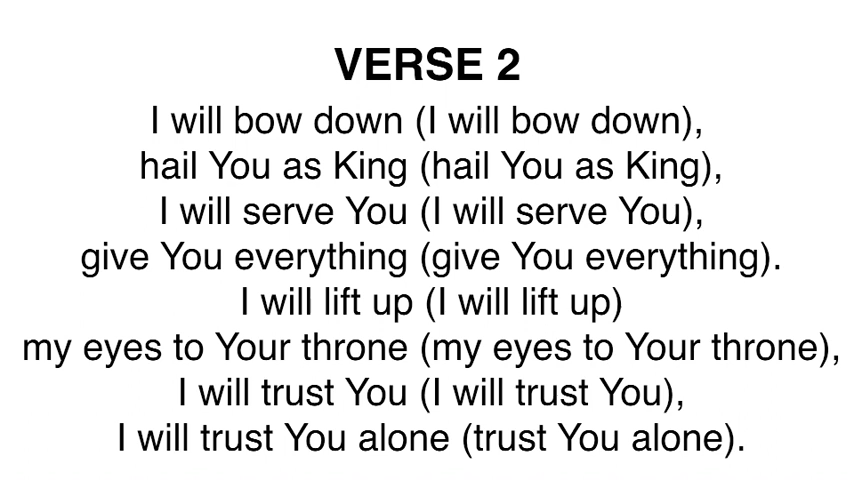 VERSE 2
I will bow down (I will bow down),
hail You as King (hail You as King),
I will serve You (I will serve You),
give You everything (give You everything).
I will lift up (I will lift up)
my eyes to Your throne (my eyes to Your throne),
I will trust You (I will trust You),
I will trust You alone (trust You alone).